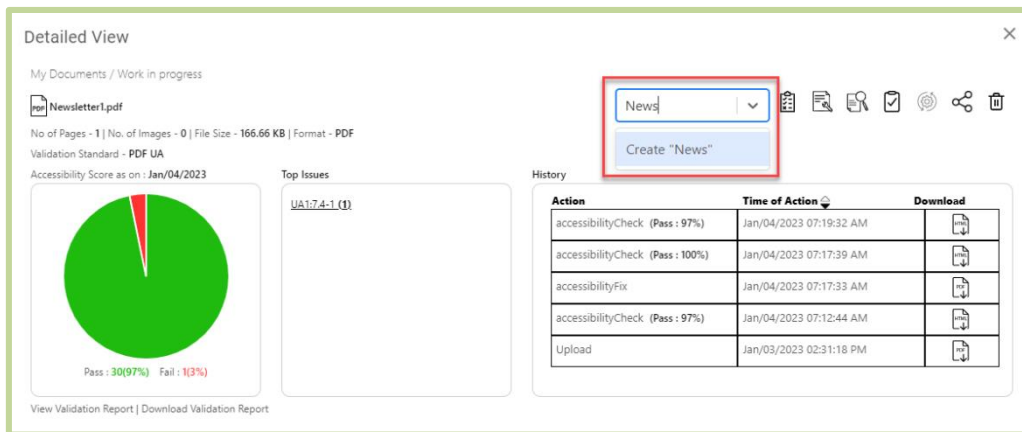 Detailed View
My Documents / Work in progress
PDF Newsletter1.pdf
News
Create "News"
No of Pages - 1 | No. of Images - 0 | File Size - 166.66 KB | Format - PDF
Validation Standard - PDF UA
Accessibility Score as on : Jan/04/2023
Pass : 30(97%) Fail : 1(3%)
Top Issues
UA1:7.4-1 (1)
History
Action Time of Action Download
accessibilityCheck (Pass : 97%) Jan/04/2023 07:19:32 AM HTML
accessibilityCheck (Pass : 100%) Jan/04/2023 07:17:39 AM HTML
accessibilityFix Jan/04/2023 07:17:33 AM PDF
accessibilityCheck (Pass : 97%) Jan/04/2023 07:12:44 AM HTML
Upload Jan/03/2023 02:31:18 PM PDF
View Validation Report | Download Validation Report